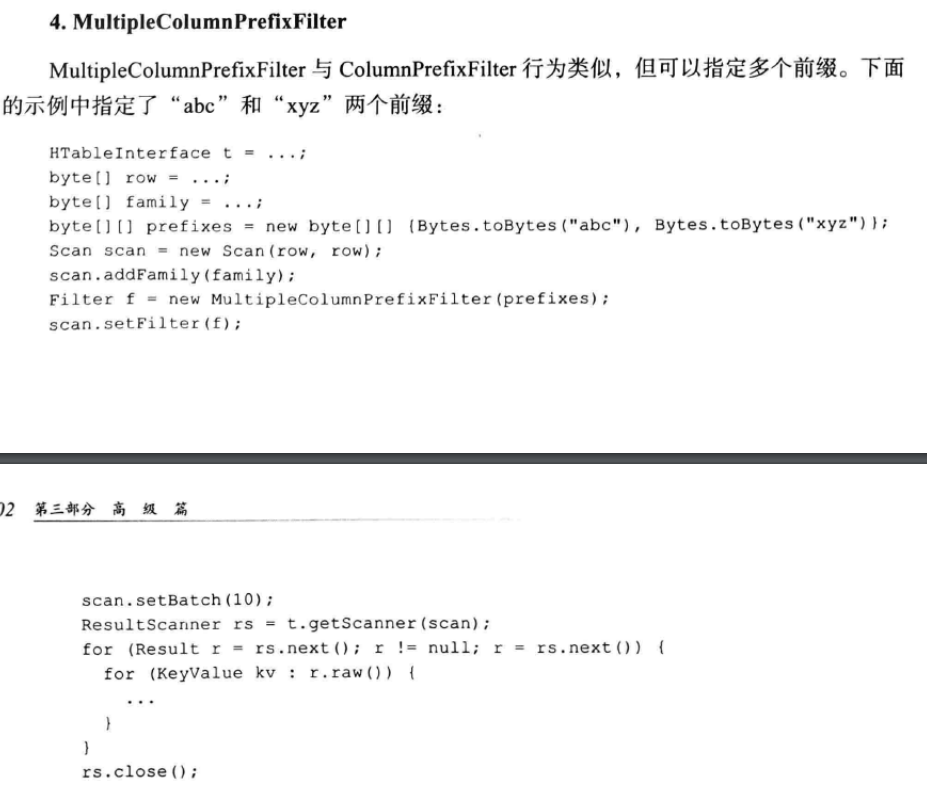 4. MultipleColumnPrefixFilter
MultipleColumnPrefixFilter 与 ColumnPrefixFilter 行为类似，但可以指定多个前缀。下面
的示例中指定了“abc”和“xyz”两个前缀：
HTableInterface t = ...;
byte[] row = ...;
byte[] family = ...;
byte[][] prefixes = new byte[][] {Bytes.toBytes("abc"), Bytes.toBytes("xyz")};
Scan scan = new Scan(row, row);
scan.addFamily(family);
Filter f = new MultipleColumnPrefixFilter(prefixes);
scan.setFilter(f);
02 第三部分 高 级 篇
scan.setBatch(10);
ResultScanner rs = t.getScanner(scan);
for (Result r = rs.next(); r != null; r = rs.next()) {
for (KeyValue kv : r.raw()) {
...
}
}
rs.close();